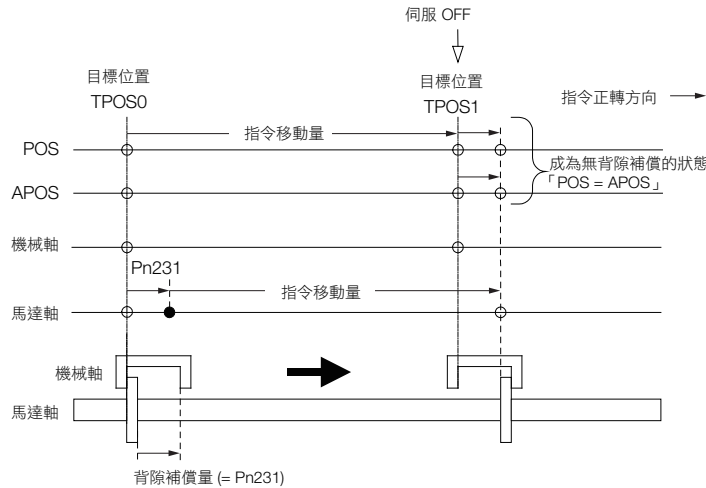 伺服 OFF
目標位置
TPOS0
目標位置
TPOS1
指令正轉方向
指令移動量
POS
成為無背隙補償的狀態
「POS = APOS」
APOS
機械軸
Pn231
指令移動量
馬達軸
機械軸
馬達軸
背隙補償量 (= Pn231)